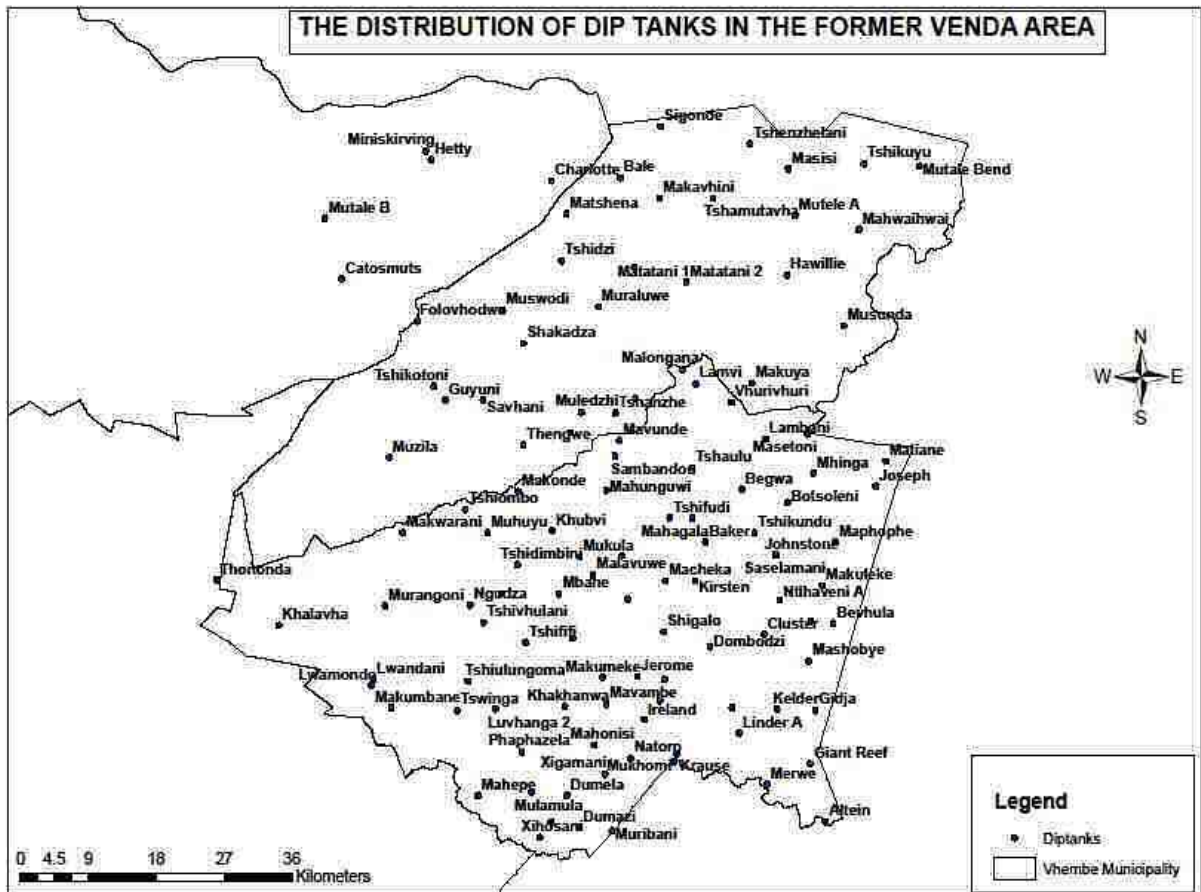 THE DISTRIBUTION OF DIP TANKS IN THE FORMER VENDA AREA
Sigonde
Tshenzhelani
Miniskirving
Hetty
Masisi
Tshikuyu
Mutale Bend
Charlotte
Bale
Makavhini
Mutale B
Matshena
Tshamutavha
Mutele A
Mahwaihwai
Tshidzi
Matatani 1
Matatani 2
Hawillie
Catosmuts
Folovhodwe
Muswodi
Muraluwe
Musunda
Shakadza
Malongana
Lamvi
Makuya
Tshikotoni
Guyuni
Savhani
Muledzhi
Tshanzhe
Vhurivhuri
N
W
E
S
Thengwe
Mavunde
Lambani
Masetoni
Muzila
Sambandou
Tshaulu
Mhinga
Matiane
Joseph
Makonde
Mahunguwi
Begwa
Botsoleni
Tshiombo
Makwarani
Muhuyu
Khubvi
Tshifudi
Mahagala
Baker
Tshikundu
Maphophe
Tshidimbini
Mukula
Malavuwe
Johnstone
Thononda
Macheka
Kirsten
Saselamani
Makuleke
Murangoni
Ngudza
Mbahe
Ntlhaveni A
Khalavha
Tshivhulani
Tshififi
Shigalo
Dombodzi
Cluster
Bevhula
Mashobye
Lwamondo
Lwandani
Tshiulungoma
Makumeke
Jerome
Makumbane
Tswinga
Khakhanwa
Mavambe
Ireland
Kelder
Gidja
Luvhanga 2
Linder A
Phaphazela
Mahonisi
Natorp
Xigamani
Mukhomi
Krause
Giant Reef
Merwe
Mahepe
Dumela
Mulamula
Dumazi
Altein
Xihosani
Muribani
Legend
Diptanks
Vhembe Municipality
0 4.5 9 18 27 36
Kilometers